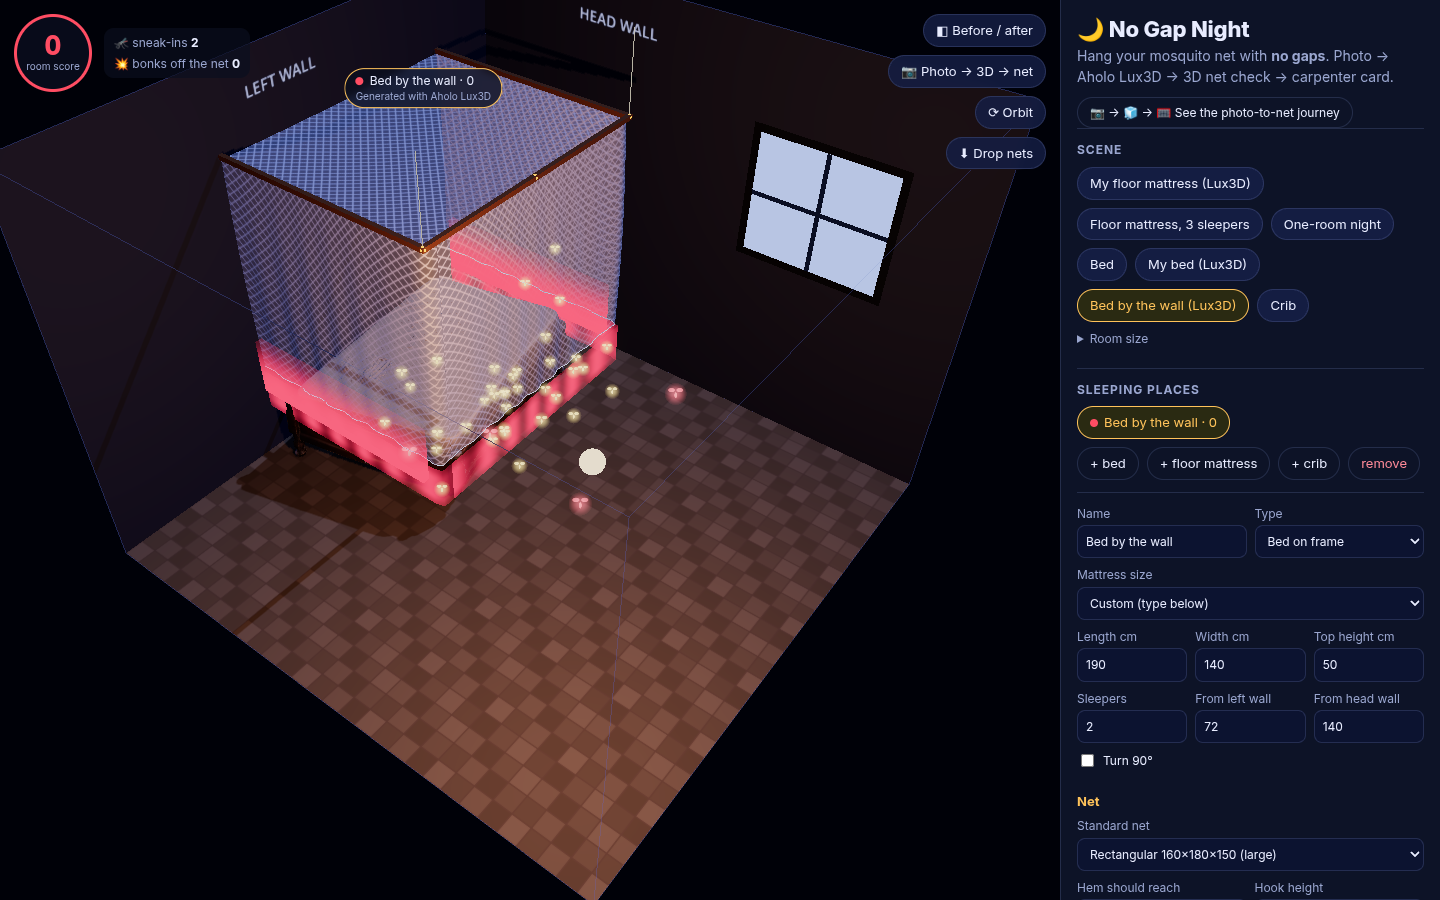 0
room score
🦟 sneak-ins 2
💥 bonks off the net 0
LEFT WALL
HEAD WALL
Bed by the wall · 0
Generated with Aholo Lux3D
◧ Before / after
📷 Photo → 3D → net
⟳ Orbit
⬇ Drop nets
🌙 No Gap Night
Hang your mosquito net with no gaps. Photo →
Aholo Lux3D → 3D net check → carpenter card.
📷 → 🧊 → 🥅 See the photo-to-net journey
SCENE
My floor mattress (Lux3D)
Floor mattress, 3 sleepers
One-room night
Bed
My bed (Lux3D)
Bed by the wall (Lux3D)
Crib
▶ Room size
SLEEPING PLACES
Bed by the wall · 0
+ bed
+ floor mattress
+ crib
remove
Name
Type
Bed by the wall
Bed on frame
Mattress size
Custom (type below)
Length cm
Width cm
Top height cm
190
140
50
Sleepers
From left wall
From head wall
2
72
140
Turn 90°
Net
Standard net
Rectangular 160×180×150 (large)
Hem should reach
Hook height